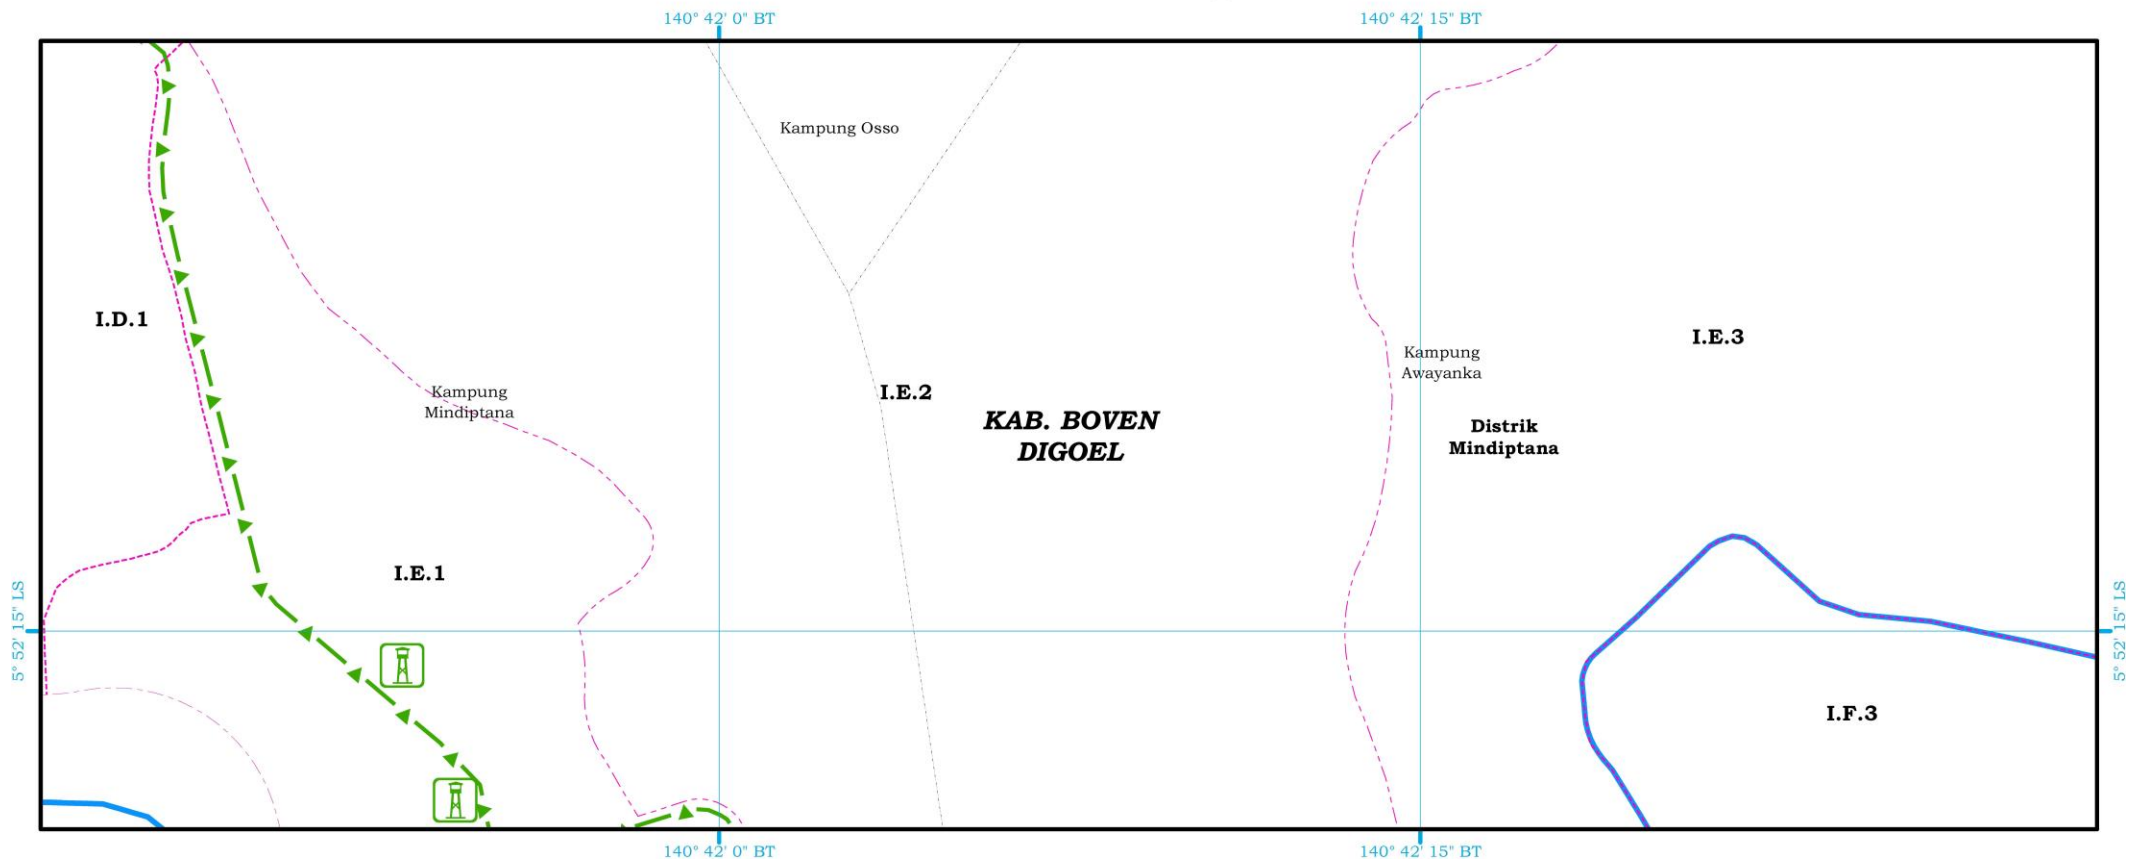 140° 42' 0" BT
140° 42' 15" BT
Kampung Osso
I.D.1
I.E.3
Kampung
Awayanka
Kampung
Mindiptana
I.E.2
KAB. BOVEN
DIGOEL
Distrik
Mindiptana
I.E.1
5° 52' 15" LS
5° 52' 15" LS
I.F.3
140° 42' 0" BT
140° 42' 15" BT